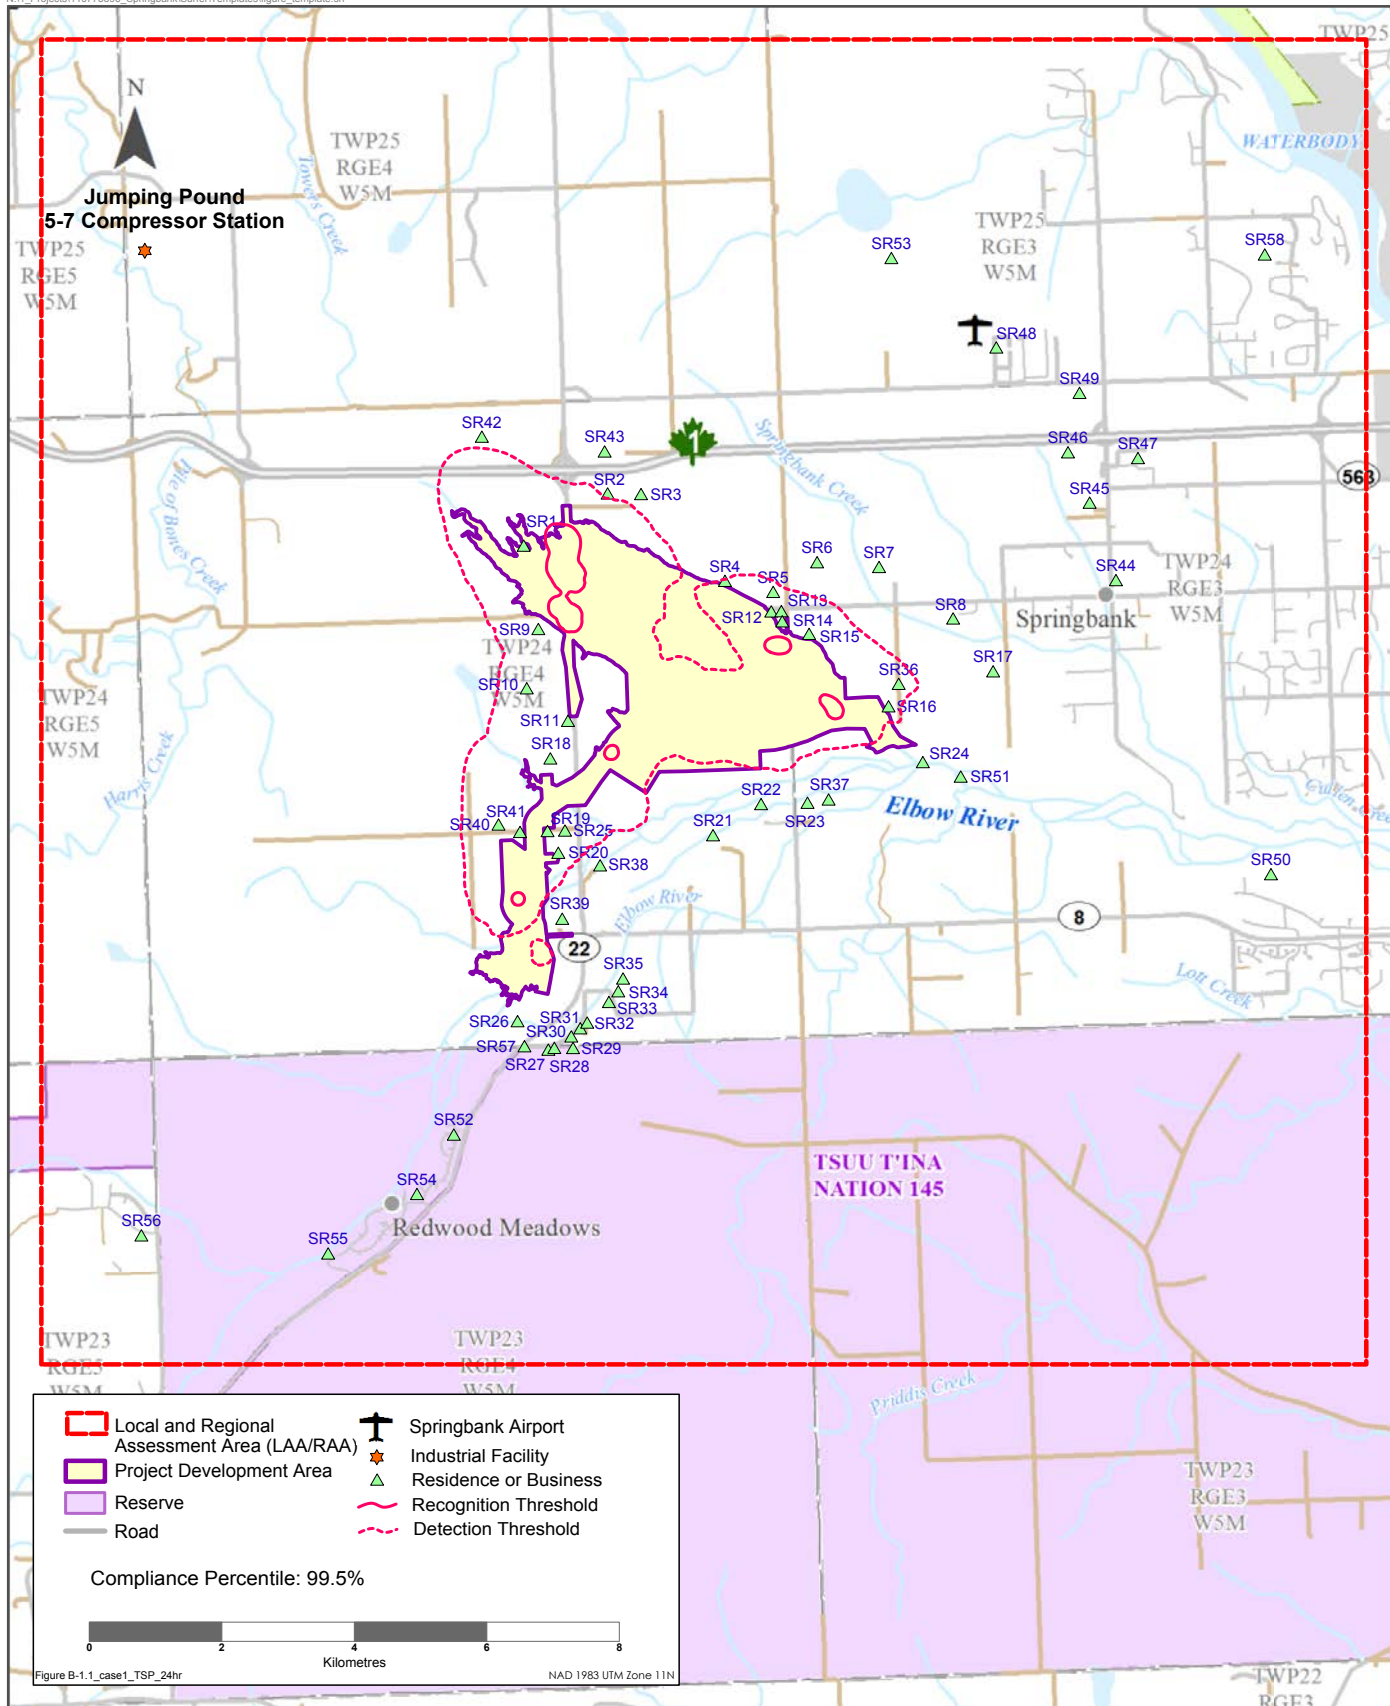 TWP25
N
TWP25
RGE4
W5M
WATERBODY
Towers Creek
Jumping Pound
5-7 Compressor Station
TWP25
RGE5
W5M
TWP25
RGE3
W5M
SR53
SR58
SR48
SR49
SR42
SR43
1
SR46
SR47
563
SR2
SR3
SR45
Springbank Creek
Pile of Bones Creek
SR1
SR4
SR5
SR6
SR7
SR44
TWP24
RGE3
W5M
SR12
SR13
SR14
SR15
SR8
Springbank
SR9
TWP24
RGE4
W5M
SR10
SR17
SR36
SR16
TWP24
RGE5
W5M
SR11
SR18
SR24
SR51
Harris Creek
SR22
SR37
SR23
Elbow River
Cullen Creek
SR41
SR40
SR19
SR25
SR21
SR20
SR38
SR50
Elbow River
SR39
8
22
SR35
SR34
SR33
Lott Creek
SR26
SR31
SR32
SR30
SR57
SR29
SR27
SR28
SR52
TSUU T'INA
NATION 145
SR54
Redwood Meadows
SR56
SR55
TWP23
RGE5
W5M
TWP23
RGE4
W5M
Priddis Creek
TWP23
RGE3
W5M
TWP22
RGE3
Local and Regional
Assessment Area (LAA/RAA)
Project Development Area
Reserve
Road
Springbank Airport
Industrial Facility
Residence or Business
Recognition Threshold
Detection Threshold
Compliance Percentile: 99.5%
0 2 4 6 8
Kilometres
Figure B-1.1_case1_TSP_24hr
NAD 1983 UTM Zone 11N